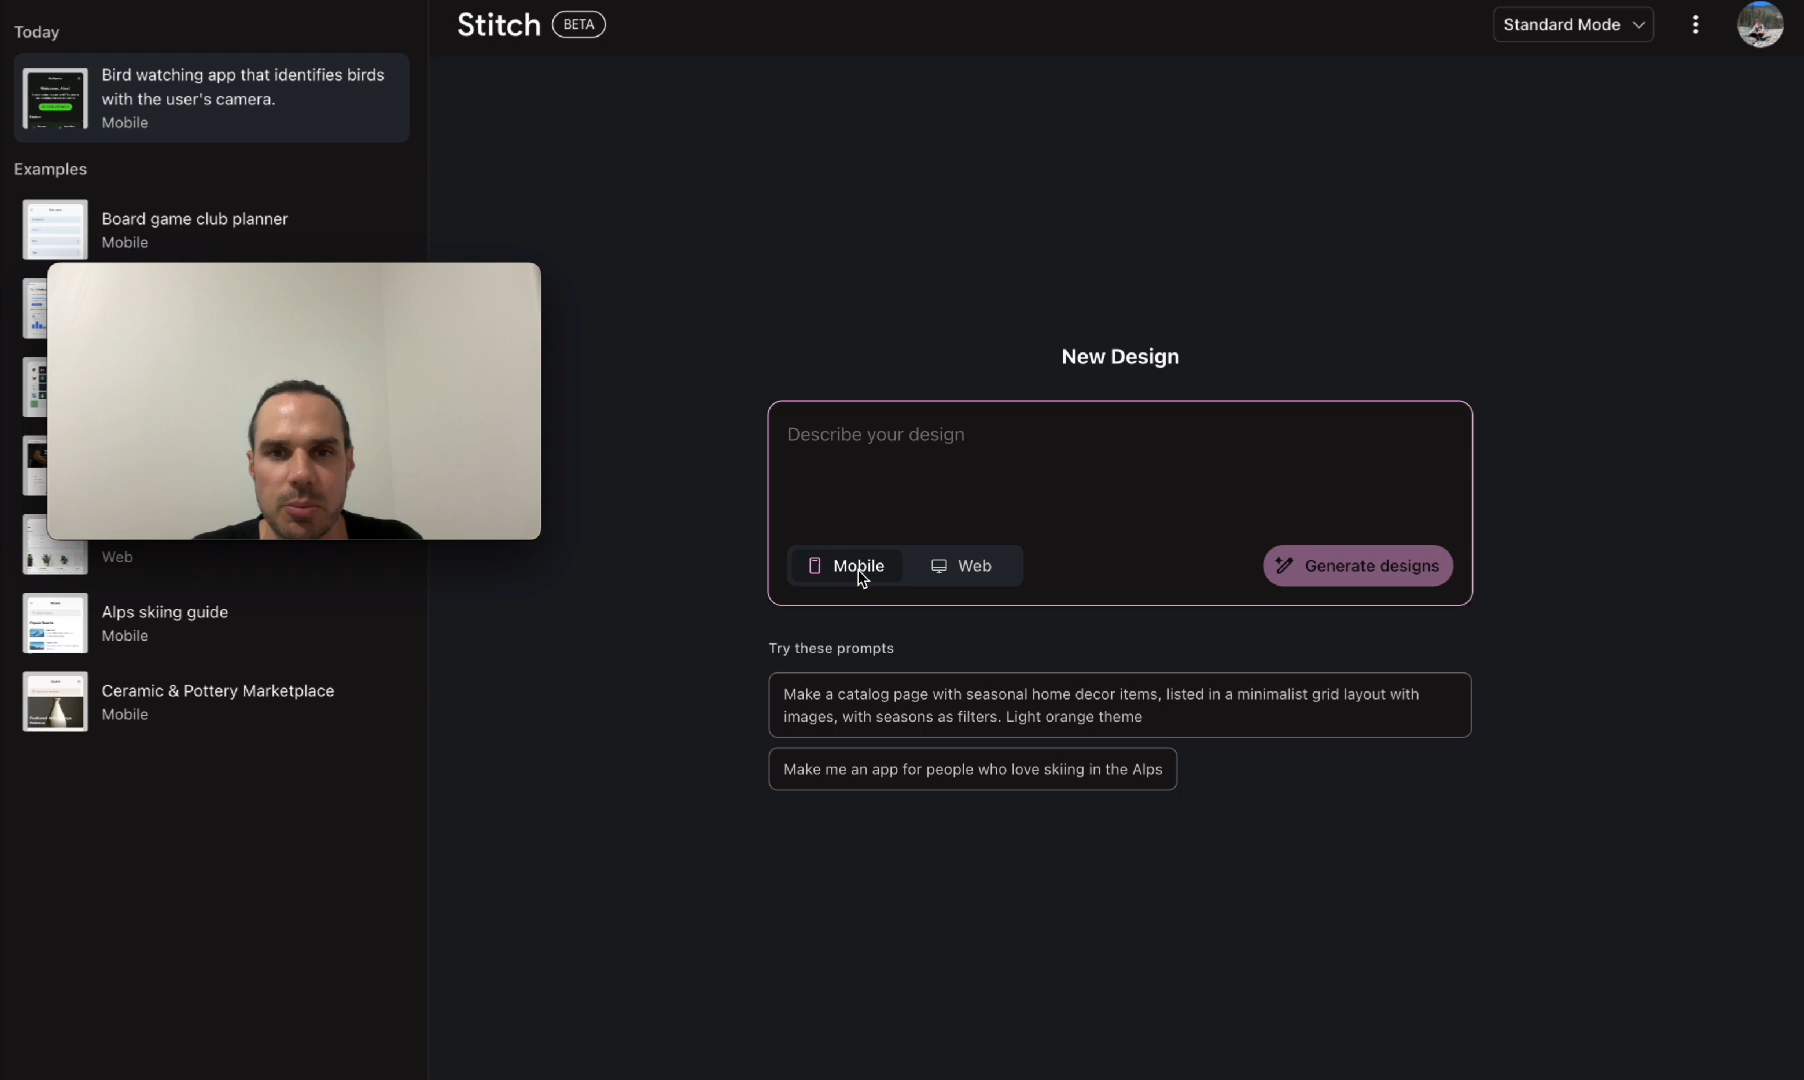 Today
Bird watching app that identifies birds
with the user's camera.
Mobile
Examples
Board game club planner
Mobile
Web
Alps skiing guide
Mobile
Ceramic & Pottery Marketplace
Mobile
Stitch BETA
Standard Mode
New Design
Describe your design
Mobile
Web
Generate designs
Try these prompts
Make a catalog page with seasonal home decor items, listed in a minimalist grid layout with
images, with seasons as filters. Light orange theme
Make me an app for people who love skiing in the Alps